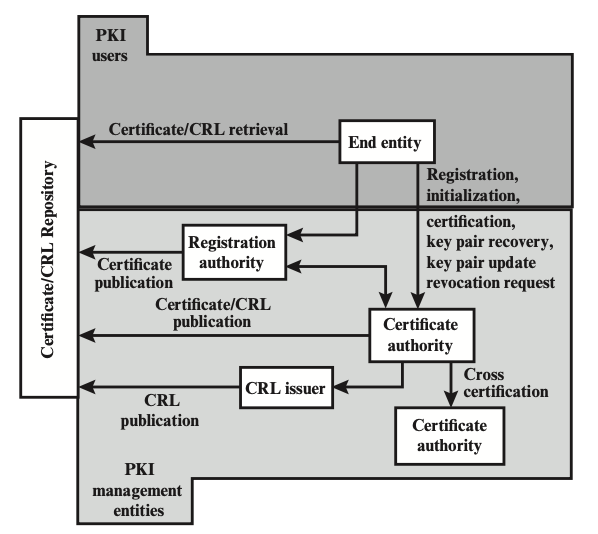 PKI
users
Certificate/CRL retrieval
End entity
Certificate/CRL Repository
Registration,
initialization,
certification,
key pair recovery,
key pair update
revocation request
Registration
authority
Certificate
publication
Certificate/CRL
publication
Certificate
authority
CRL issuer
CRL
publication
Cross
certification
Certificate
authority
PKI
management
entities